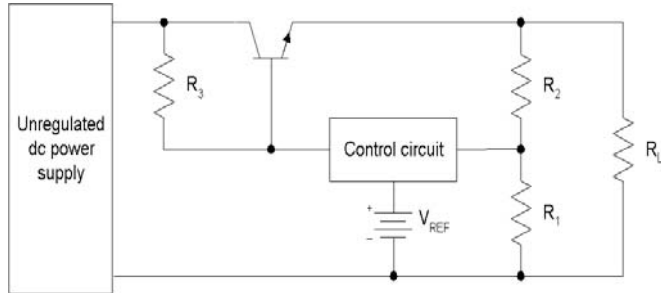 Unregulated
dc power
supply
R3
Control circuit
+
−
VREF
R2
R1
RL